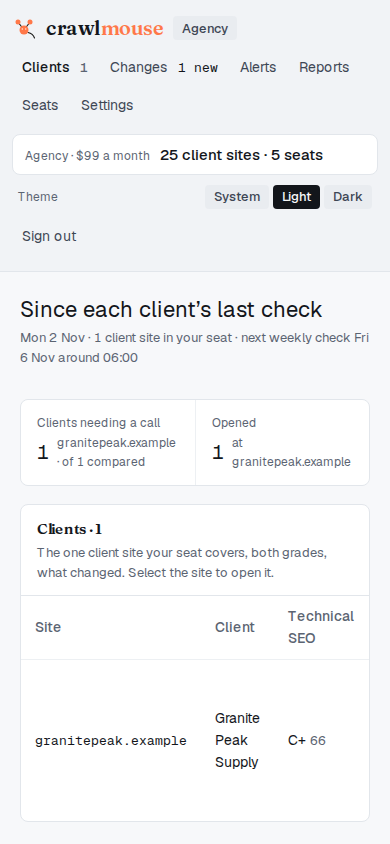 crawlmouse Agency
Clients 1 Changes 1 new Alerts Reports
Seats Settings
Agency · $99 a month 25 client sites · 5 seats
Theme System Light Dark
Sign out
Since each client’s last check
Mon 2 Nov · 1 client site in your seat · next weekly check Fri
6 Nov around 06:00
Clients needing a call
1 granitepeak.example
· of 1 compared
Opened
1 at
granitepeak.example
Clients · 1
The one client site your seat covers, both grades,
what changed. Select the site to open it.
Site Client Technical
SEO
granitepeak.example Granite
Peak
Supply C+ 66